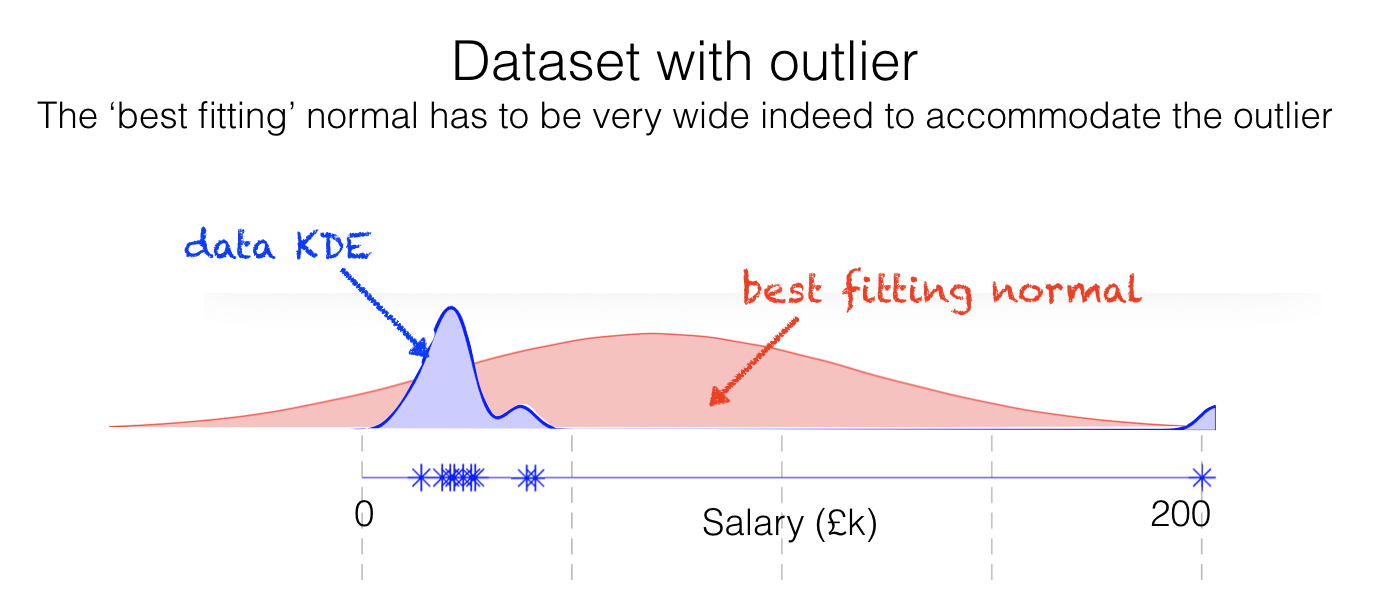 Dataset with outlier
The ‘best fitting’ normal has to be very wide indeed to accommodate the outlier
data KDE
best fitting normal
0
Salary (£k)
200